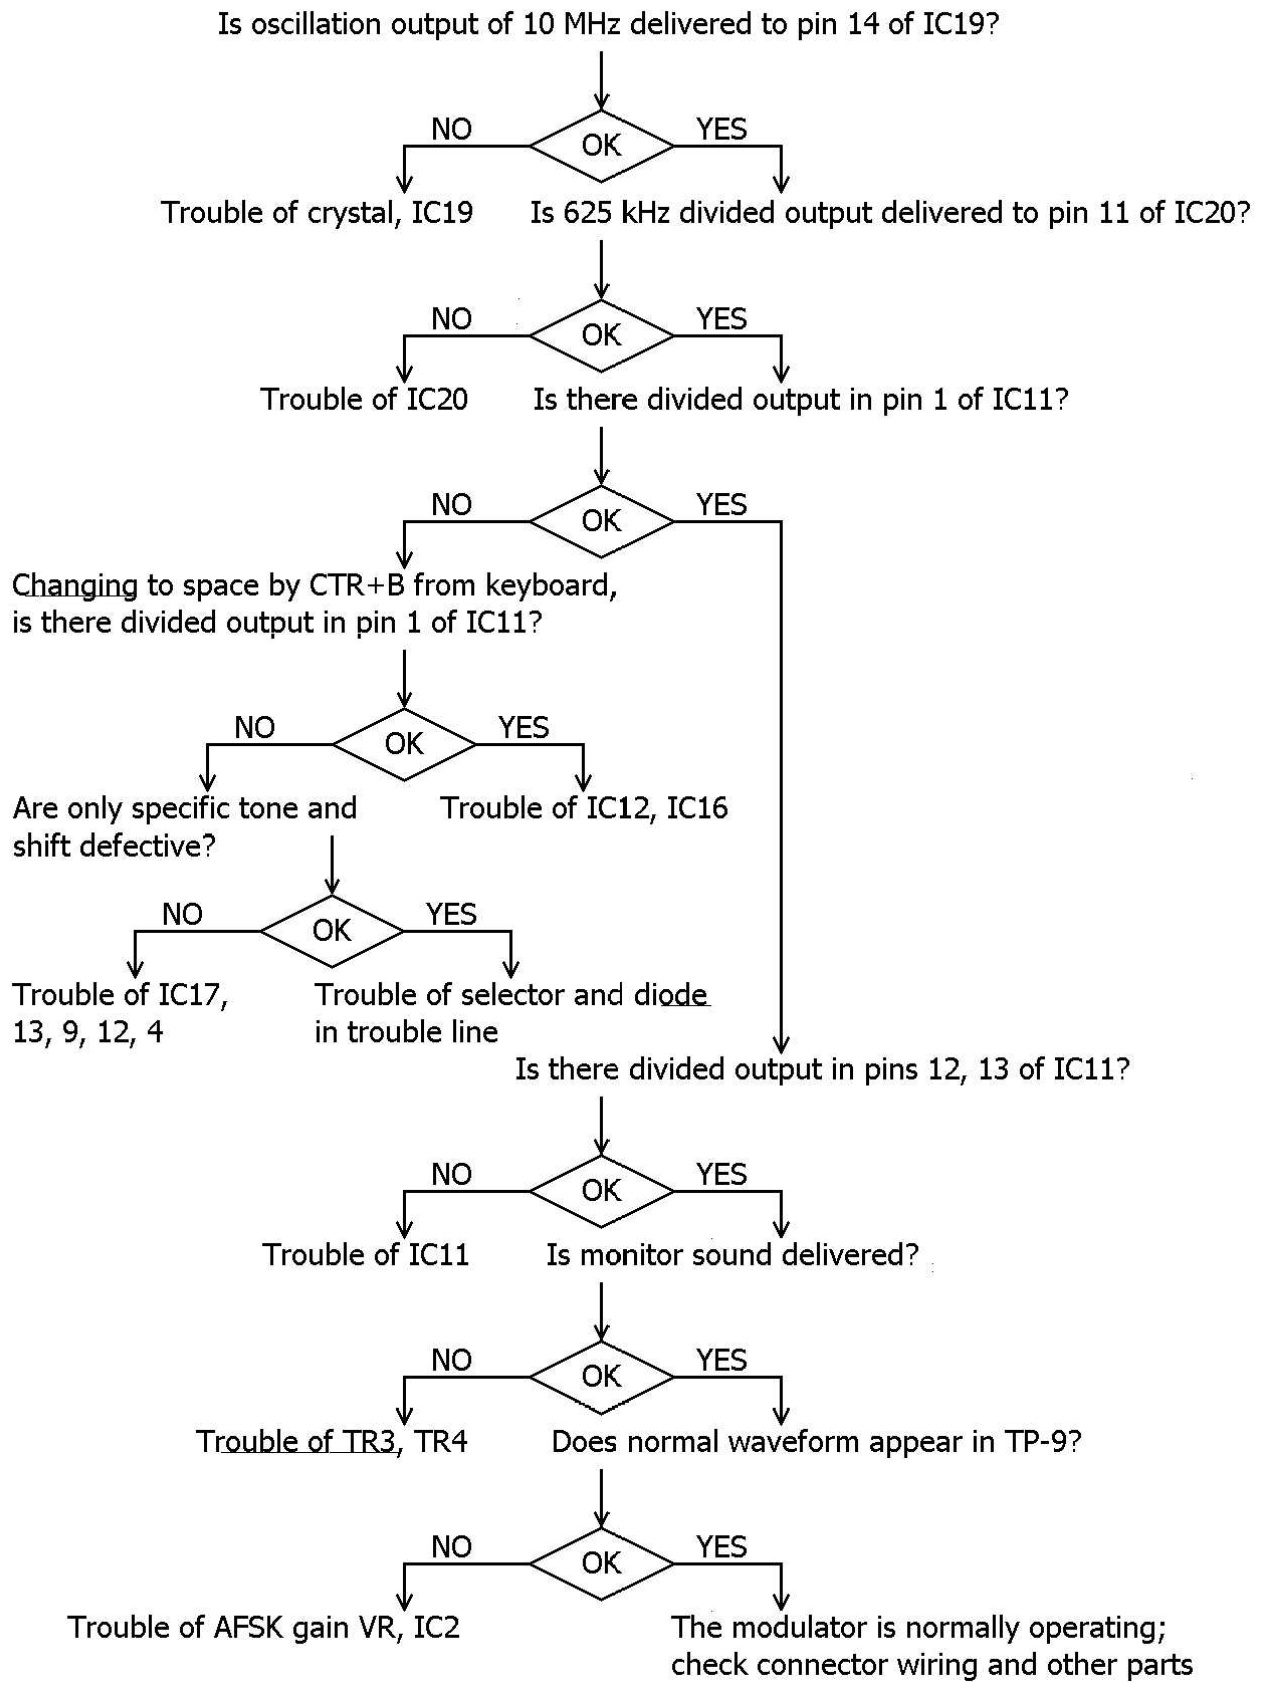 Is oscillation output of 10 MHz delivered to pin 14 of IC19?
NO
OK
YES
Trouble of crystal, IC19
Is 625 kHz divided output delivered to pin 11 of IC20?
NO
OK
YES
Trouble of IC20
Is there divided output in pin 1 of IC11?
NO
OK
YES
Changing to space by CTR+B from keyboard,
is there divided output in pin 1 of IC11?
NO
OK
YES
Are only specific tone and
shift defective?
Trouble of IC12, IC16
NO
OK
YES
Trouble of IC17,
13, 9, 12, 4
Trouble of selector and diode
in trouble line
Is there divided output in pins 12, 13 of IC11?
NO
OK
YES
Trouble of IC11
Is monitor sound delivered?
NO
OK
YES
Trouble of TR3, TR4
Does normal waveform appear in TP-9?
NO
OK
YES
Trouble of AFSK gain VR, IC2
The modulator is normally operating;
check connector wiring and other parts